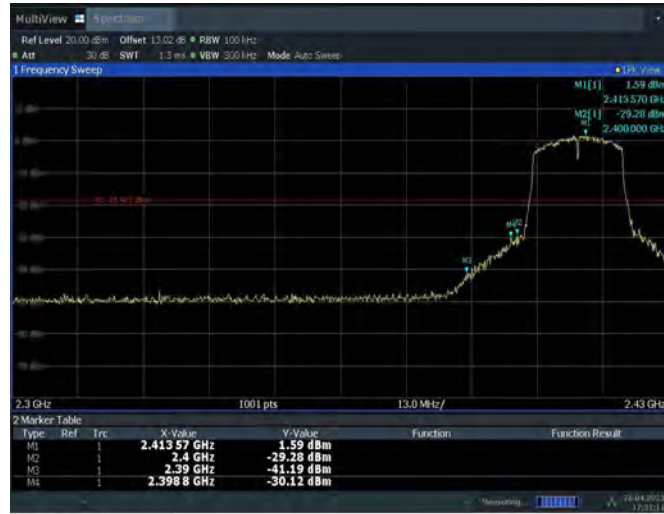 MultiView Spectrum
Ref Level 20.00 dBm Offset 13.02 dB RBW 100 kHz
Att 30 dB SWT 1.3 ms VBW 300 kHz Mode Auto Sweep
1 Frequency Sweep 1Pk View
M1[1] 1.59 dBm
2.413570 GHz
M2[1] -29.28 dBm
2.400000 GHz
M1
M4 M2
M3
2.3 GHz 1001 pts 13.0 MHz/ 2.43 GHz
2 Marker Table
Type Ref Trc X-Value Y-Value Function Function Result
M1 1 2.413 57 GHz 1.59 dBm
M2 1 2.4 GHz -29.28 dBm
M3 1 2.39 GHz -41.19 dBm
M4 1 2.398 8 GHz -30.12 dBm
Measuring...